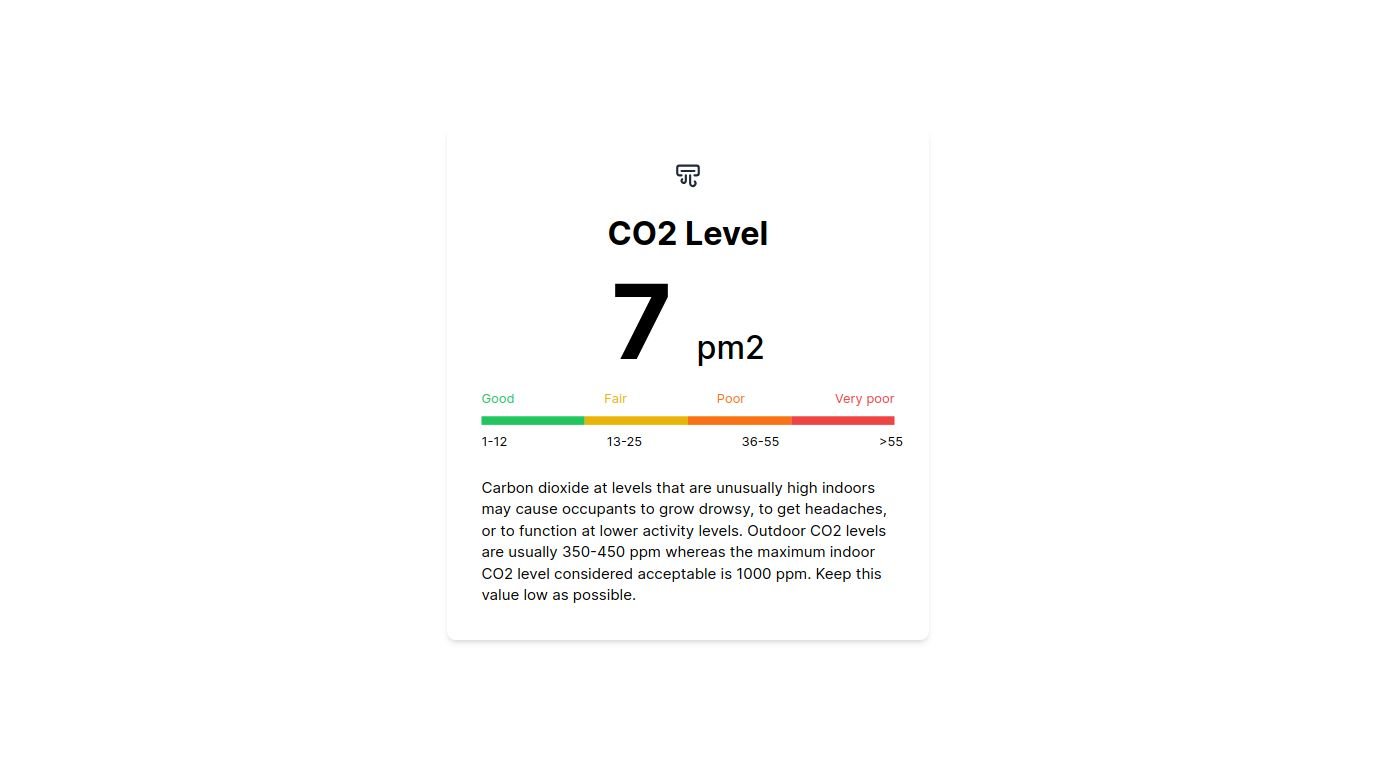 CO2 Level
7 pm2
Good Fair Poor Very poor
1-12 13-25 36-55 >55
Carbon dioxide at levels that are unusually high indoors
may cause occupants to grow drowsy, to get headaches,
or to function at lower activity levels. Outdoor CO2 levels
are usually 350-450 ppm whereas the maximum indoor
CO2 level considered acceptable is 1000 ppm. Keep this
value low as possible.